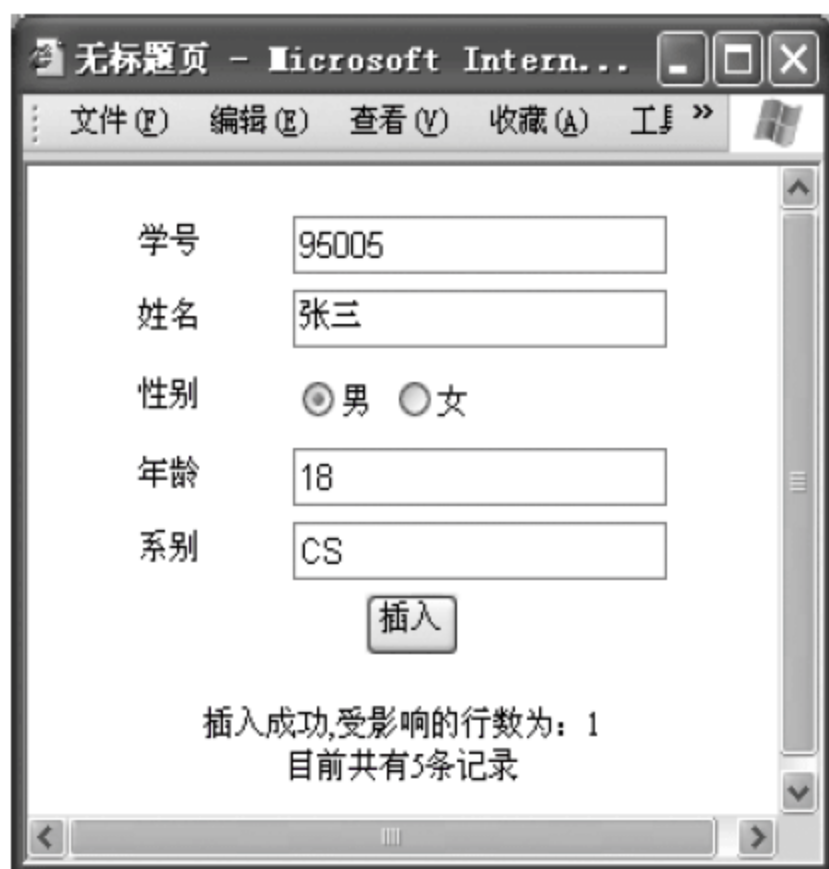 无标题页 - Microsoft Intern...
文件(F) 编辑(E) 查看(V) 收藏(A) 工具 »
学号 95005
姓名 张三
性别 男 女
年龄 18
系别 CS
插入
插入成功,受影响的行数为：1
目前共有5条记录